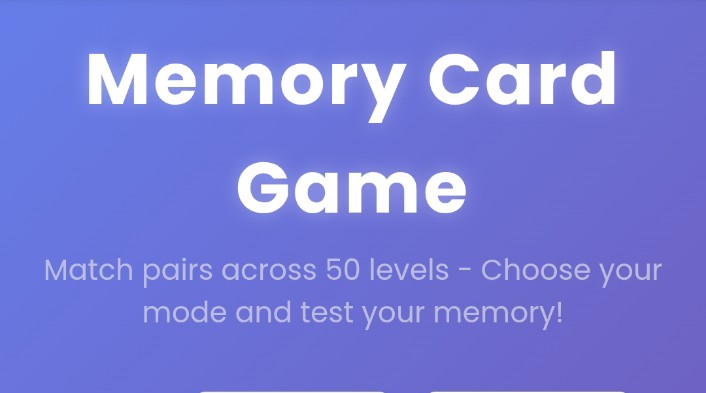 Memory Card
Game
Match pairs across 50 levels - Choose your
mode and test your memory!